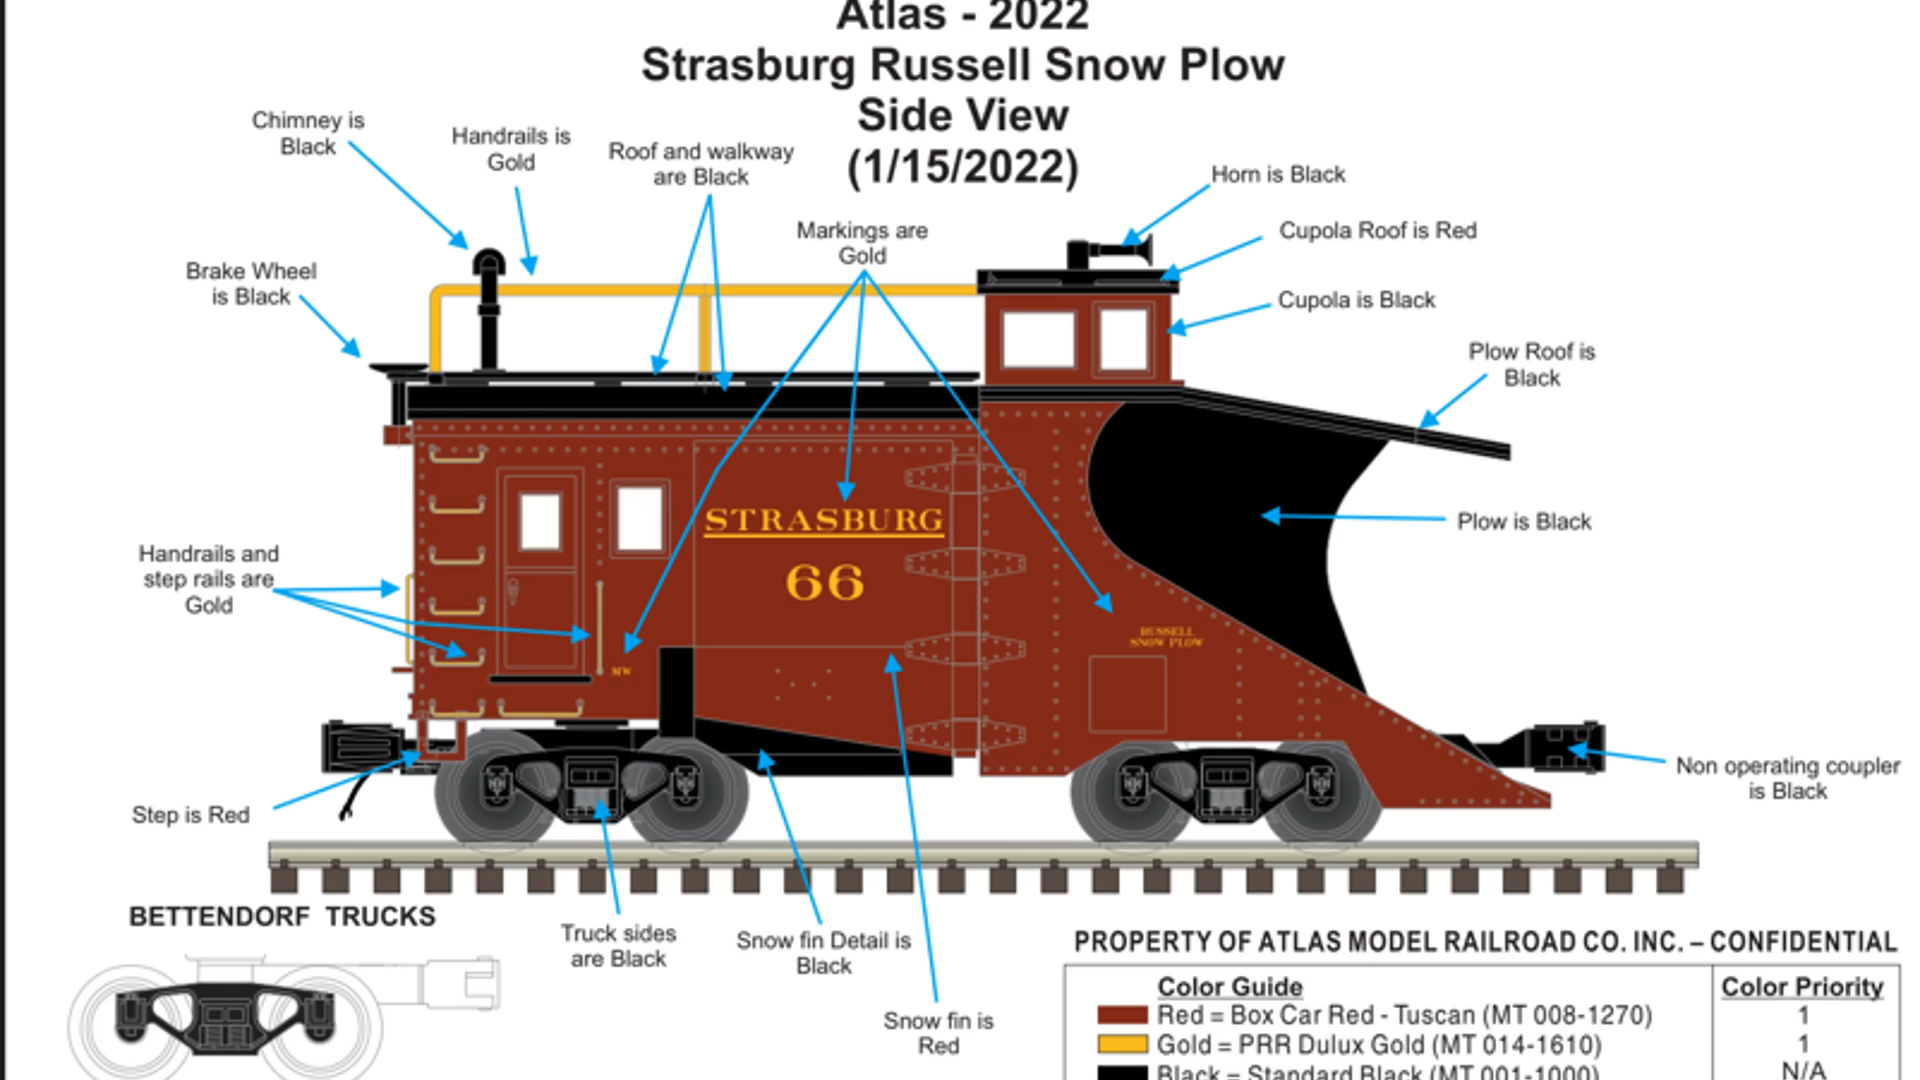 Atlas - 2022
Strasburg Russell Snow Plow
Side View
(1/15/2022)
Chimney is
Black
Handrails is
Gold
Roof and walkway
are Black
Markings are
Gold
Horn is Black
Cupola Roof is Red
Cupola is Black
Brake Wheel
is Black
Plow Roof is
Black
Plow is Black
STRASBURG
66
Handrails and
step rails are
Gold
RUSSELL
SNOW PLOW
MW
Step is Red
Non operating coupler
is Black
BETTENDORF TRUCKS
Truck sides
are Black
Snow fin Detail is
Black
Snow fin is
Red
PROPERTY OF ATLAS MODEL RAILROAD CO. INC. – CONFIDENTIAL
Color Guide Color Priority
Red = Box Car Red - Tuscan (MT 008-1270) 1
Gold = PRR Dulux Gold (MT 014-1610) 1
Black = Standard Black (MT 001-1000) N/A